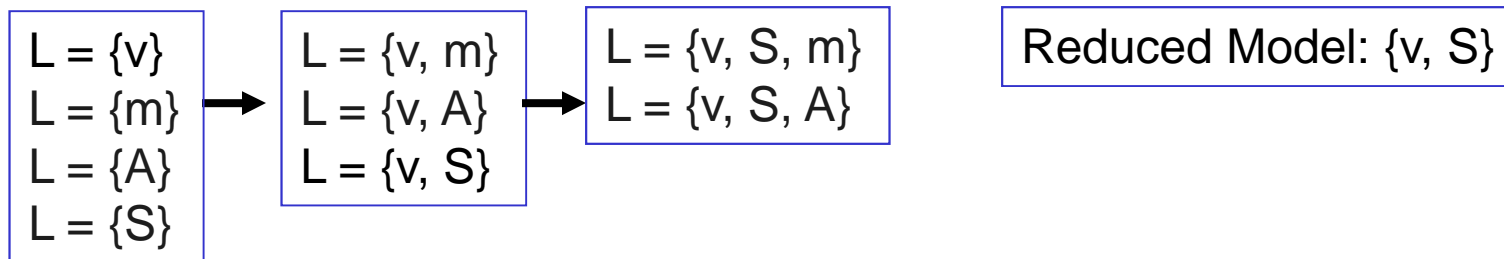 L = {v}
L = {m}
L = {A}
L = {S}
L = {v, m}
L = {v, A}
L = {v, S}
L = {v, S, m}
L = {v, S, A}
Reduced Model: {v, S}